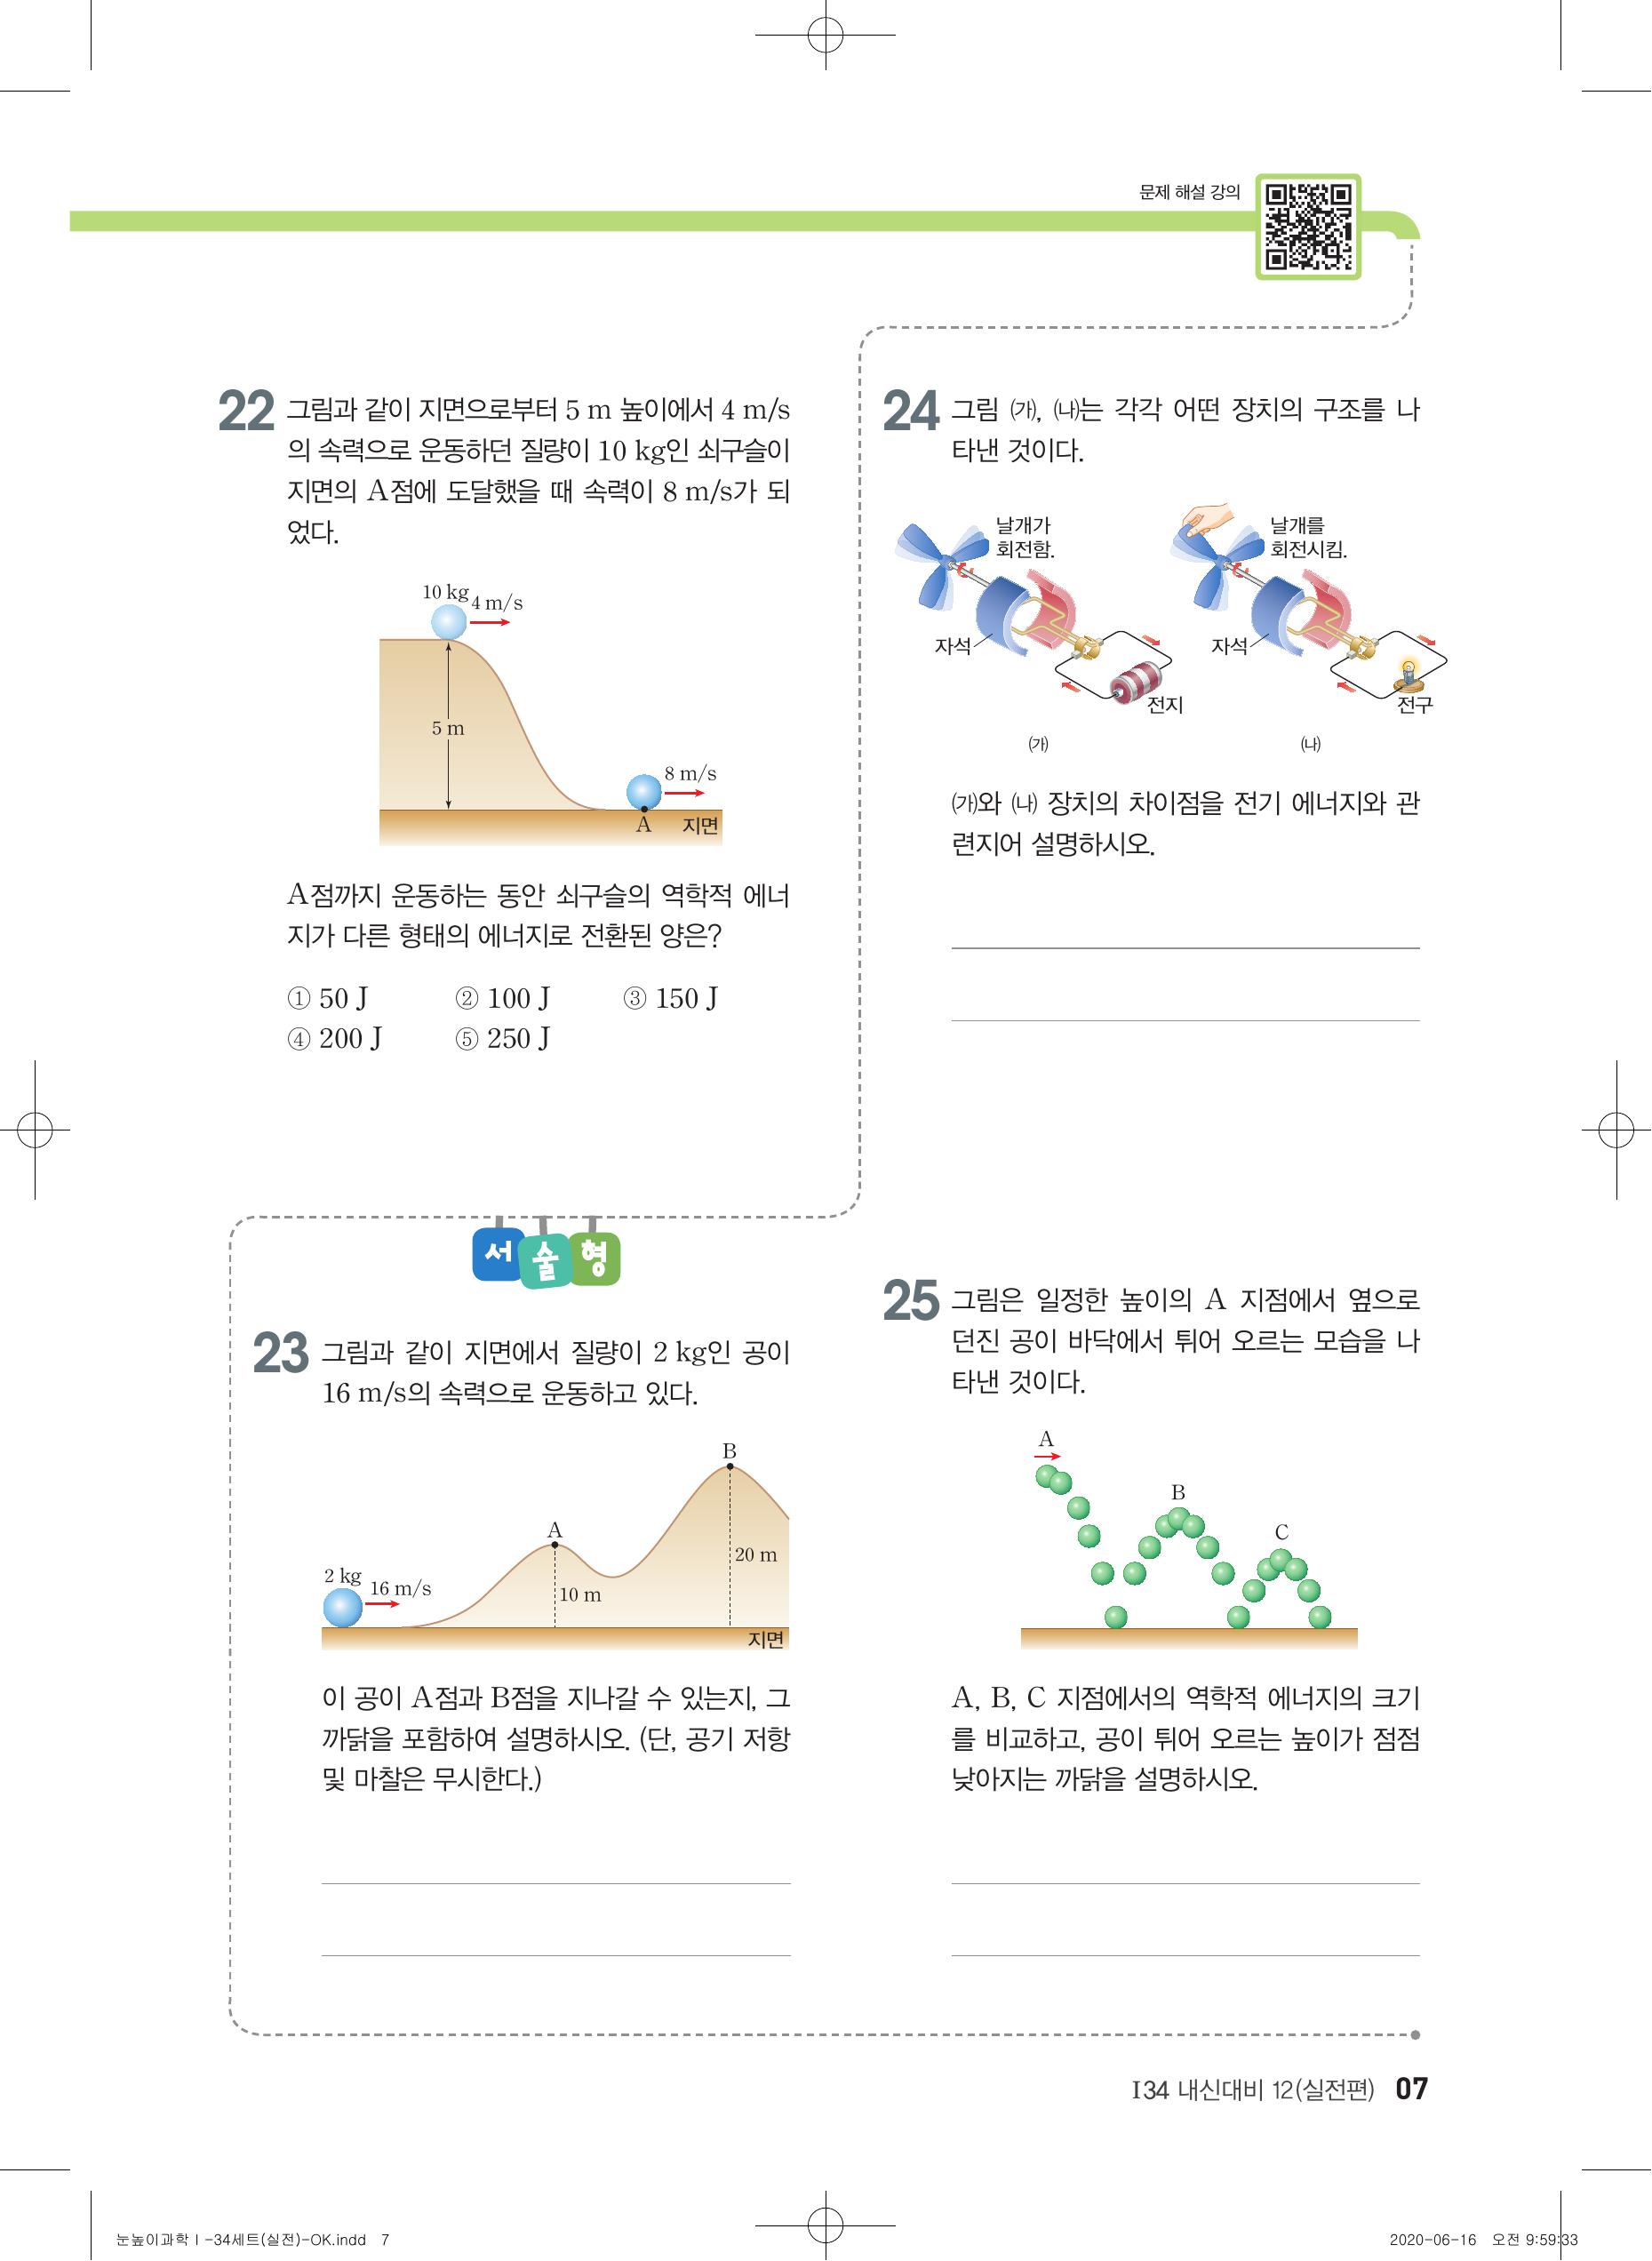 문제 해설 강의
22 그림과 같이 지면으로부터 5 m 높이에서 4 m/s
의 속력으로 운동하던 질량이 10 kg인 쇠구슬이
지면의 A점에 도달했을 때 속력이 8 m/s가 되
었다.
10 kg
4 m/s
5 m
8 m/s
A 지면
A점까지 운동하는 동안 쇠구슬의 역학적 에너
지가 다른 형태의 에너지로 전환된 양은?
① 50 J ② 100 J ③ 150 J
④ 200 J ⑤ 250 J
서술형
23 그림과 같이 지면에서 질량이 2 kg인 공이
16 m/s의 속력으로 운동하고 있다.
B
A
20 m
2 kg
16 m/s
10 m
지면
이 공이 A점과 B점을 지나갈 수 있는지, 그
까닭을 포함하여 설명하시오. (단, 공기 저항
및 마찰은 무시한다.)
24 그림 ㈎, ㈏는 각각 어떤 장치의 구조를 나
타낸 것이다.
날개가
회전함.
자석
전지
㈎
날개를
회전시킴.
자석
전구
㈏
㈎와 ㈏ 장치의 차이점을 전기 에너지와 관
련지어 설명하시오.
25 그림은 일정한 높이의 A 지점에서 옆으로
던진 공이 바닥에서 튀어 오르는 모습을 나
타낸 것이다.
A
B
C
A, B, C 지점에서의 역학적 에너지의 크기
를 비교하고, 공이 튀어 오르는 높이가 점점
낮아지는 까닭을 설명하시오.
I34 내신대비 12(실전편) 07
눈높이과학 I -34세트(실전)-OK.indd 7
2020-06-16 오전 9:59:33